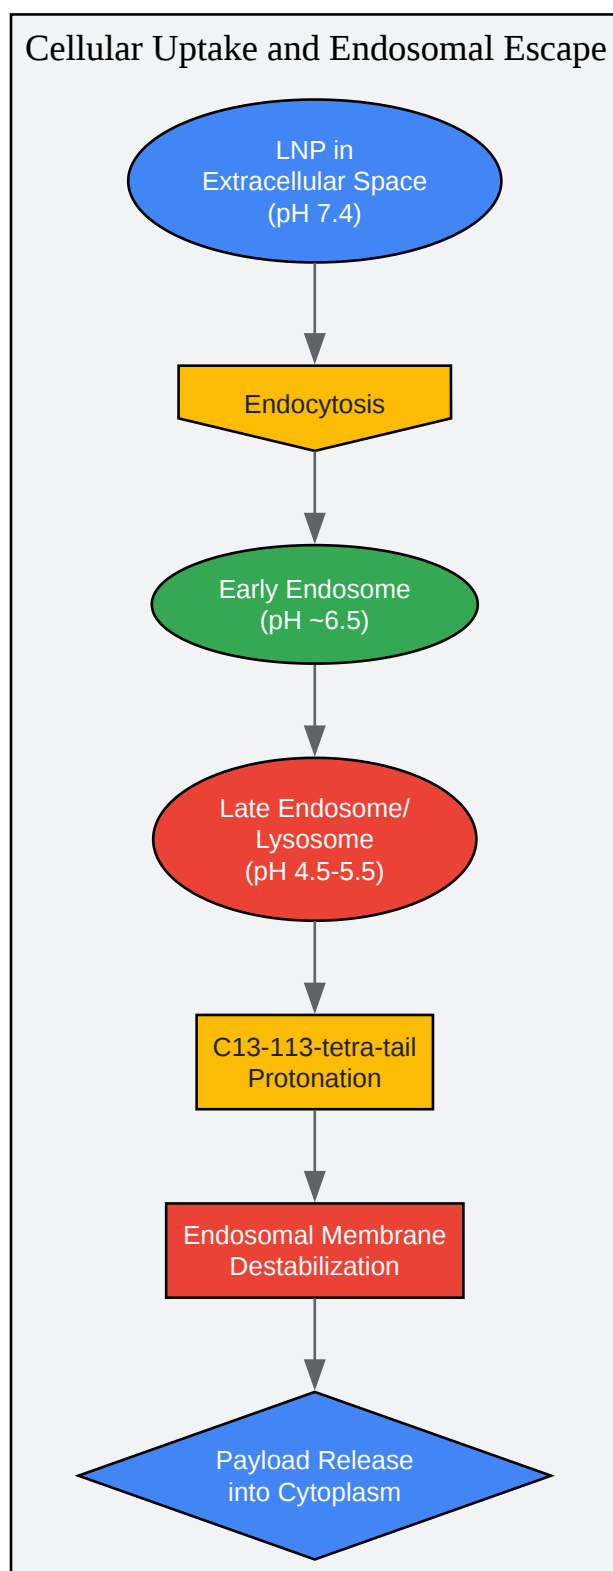 Cellular Uptake and Endosomal Escape
LNP in
Extracellular Space
(pH 7.4)
Endocytosis
Early Endosome
(pH ~6.5)
Late Endosome/
Lysosome
(pH 4.5-5.5)
C13-113-tetra-tail
Protonation
Endosomal Membrane
Destabilization
Payload Release
into Cytoplasm